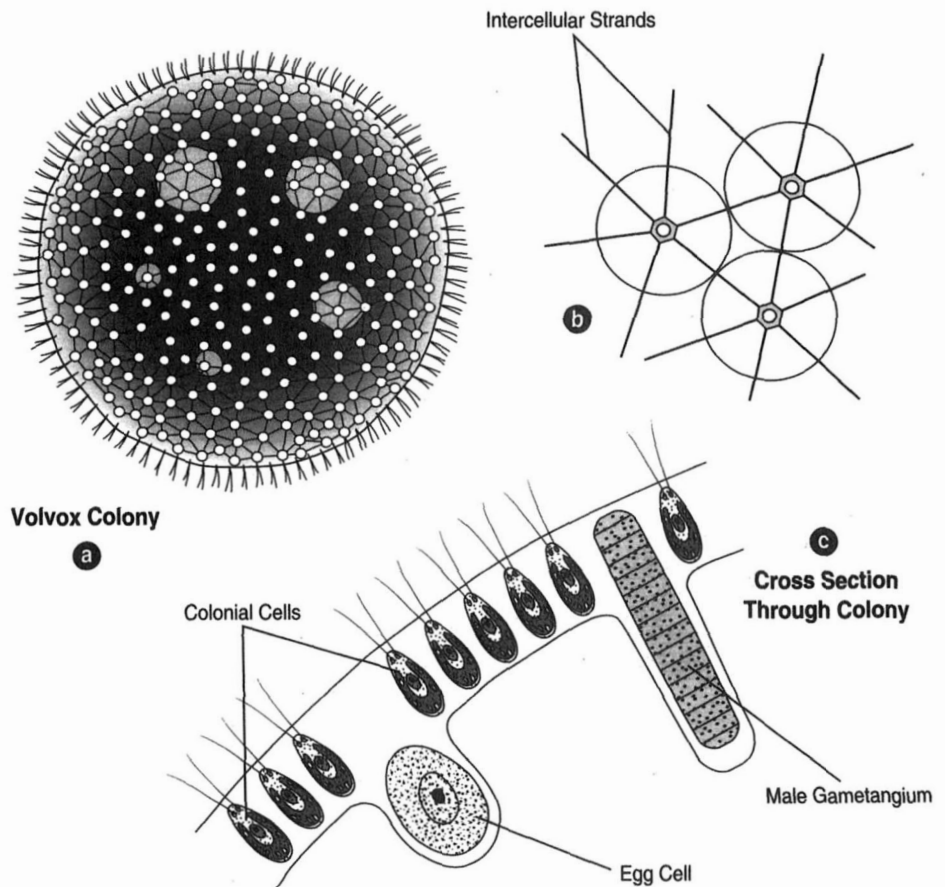 Intercellular Strands
b
Volvox Colony
a
c
Cross Section
Through Colony
Colonial Cells
Male Gametangium
Egg Cell